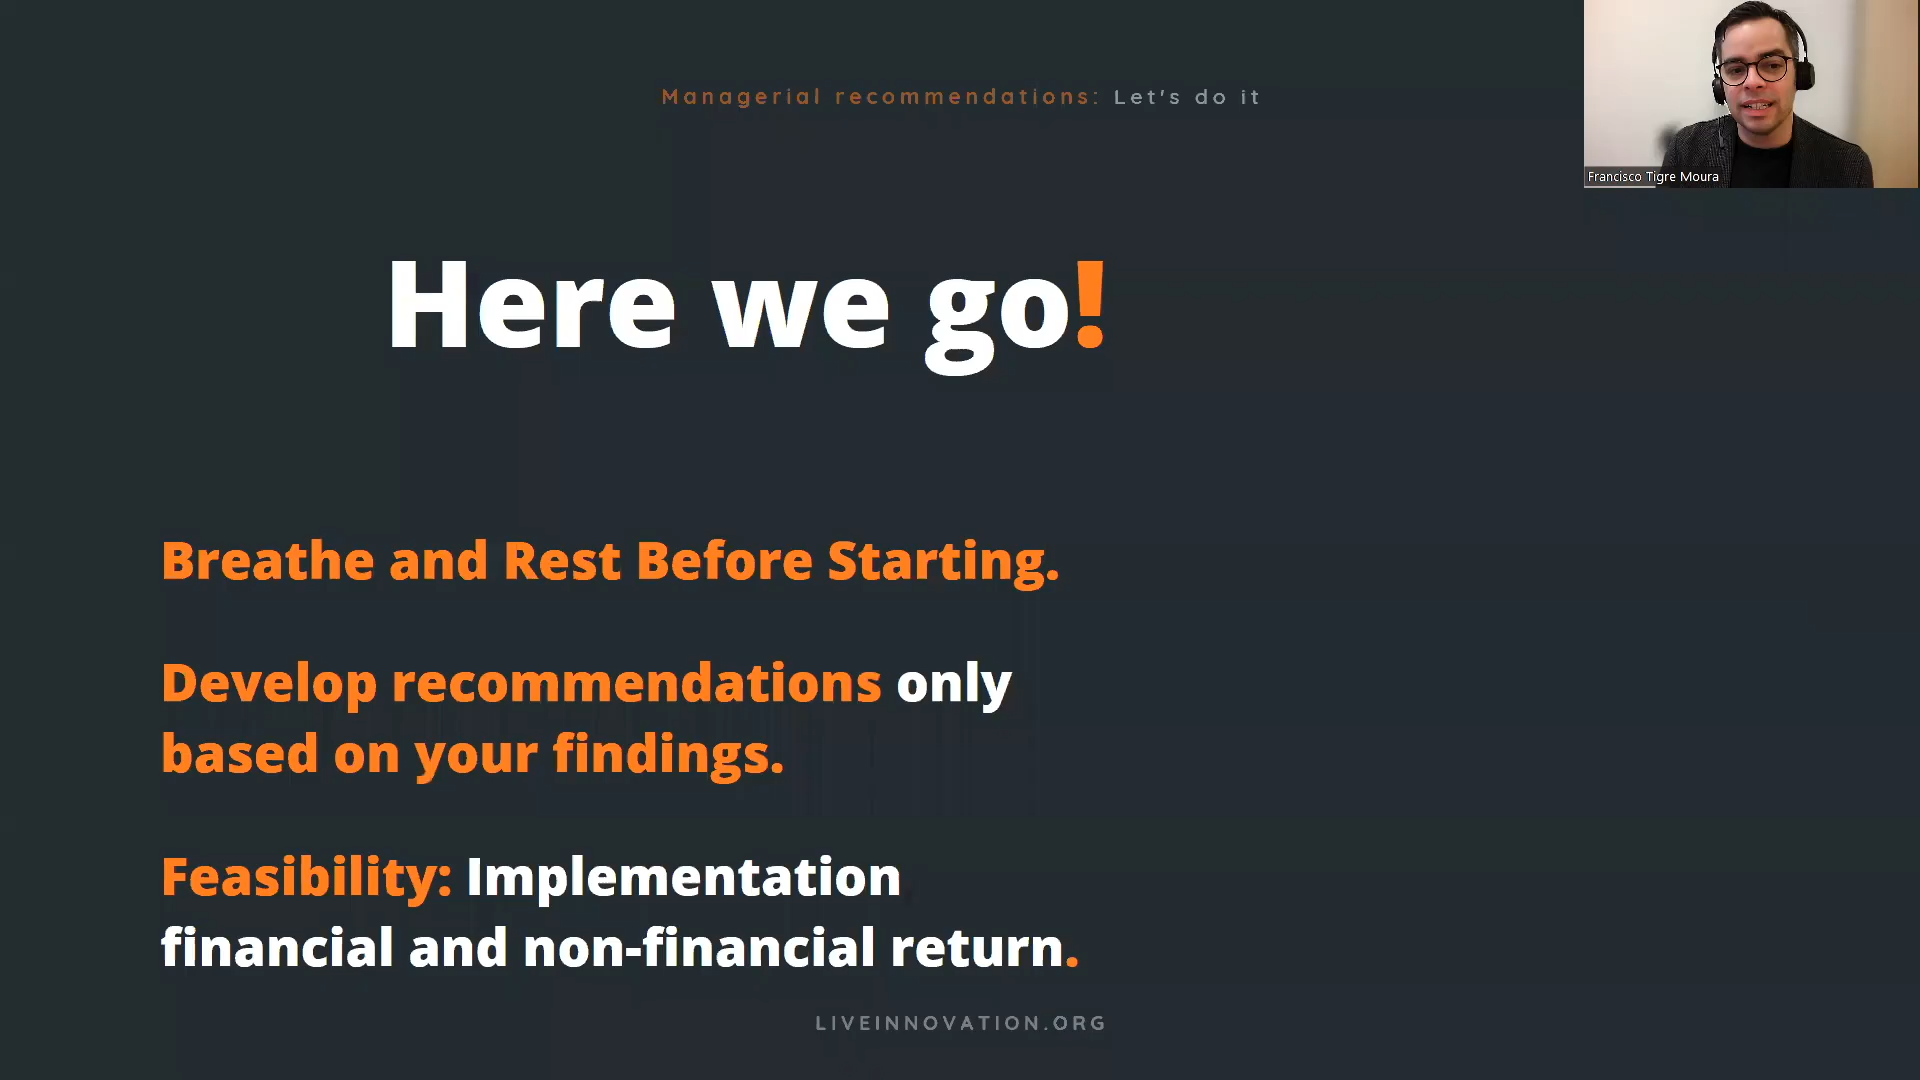 Managerial recommendations: Let's do it
Francisco Tigre Moura
Here we go!
Breathe and Rest Before Starting.
Develop recommendations only
based on your findings.
Feasibility: Implementation
financial and non-financial return.
LIVEINNOVATION.ORG